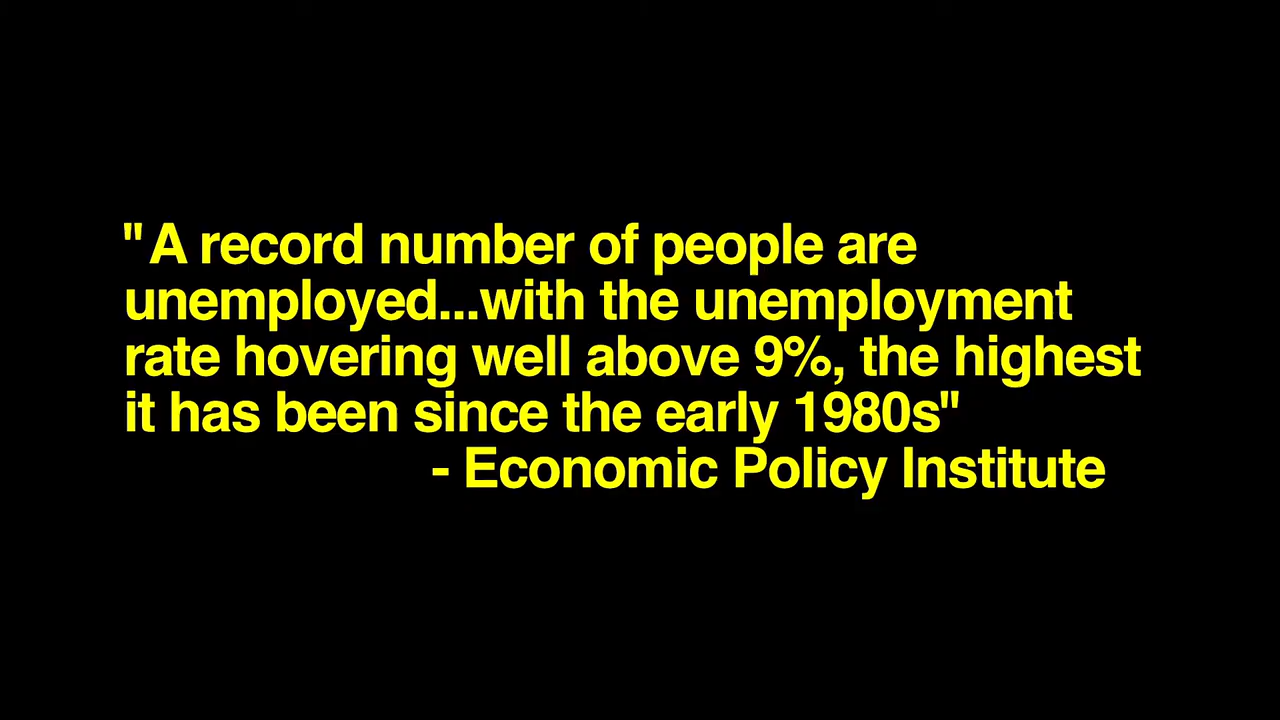 "A record number of people are
unemployed...with the unemployment
rate hovering well above 9%, the highest
it has been since the early 1980s"
- Economic Policy Institute